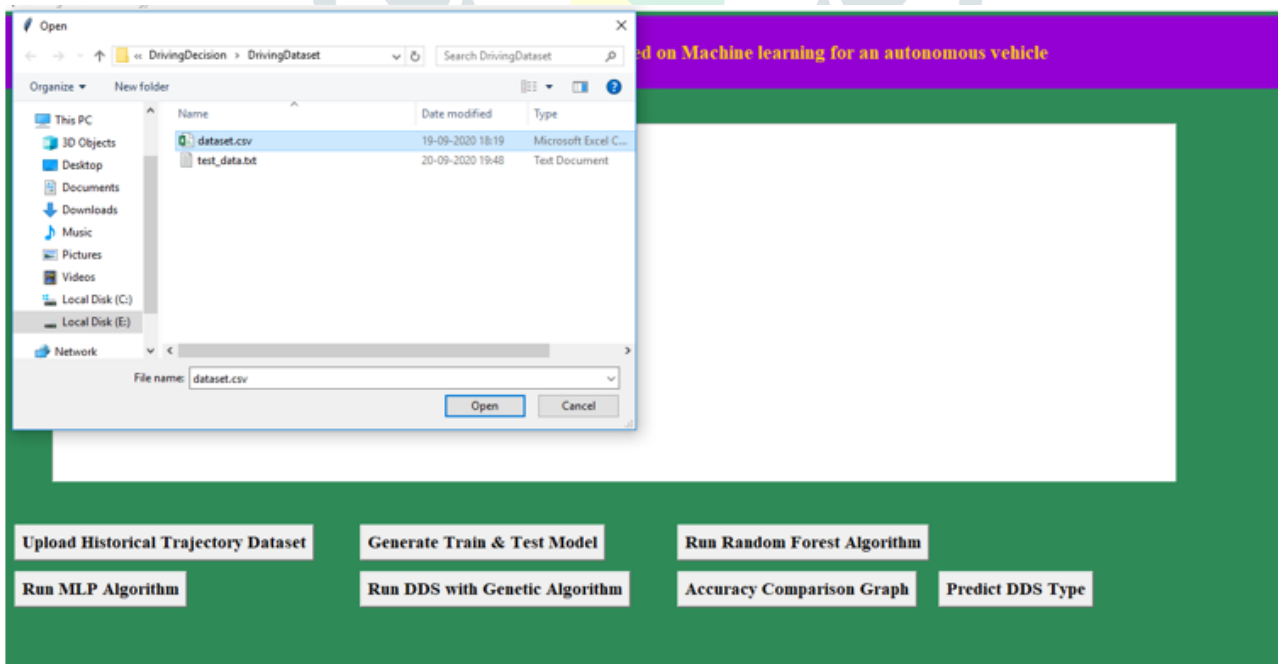 Open
ed on Machine learning for an autonomous vehicle
« DrivingDecision > DrivingDataset
Search DrivingDataset
Organize
New folder
Name
Date modified
Type
This PC
3D Objects
Desktop
Documents
Downloads
Music
Pictures
Videos
Local Disk (C:)
Local Disk (E:)
Network
dataset.csv 19-09-2020 18:19 Microsoft Excel C...
test_data.txt 20-09-2020 19:48 Text Document
File name: dataset.csv
Open Cancel
Upload Historical Trajectory Dataset Generate Train & Test Model Run Random Forest Algorithm
Run MLP Algorithm Run DDS with Genetic Algorithm Accuracy Comparison Graph Predict DDS Type